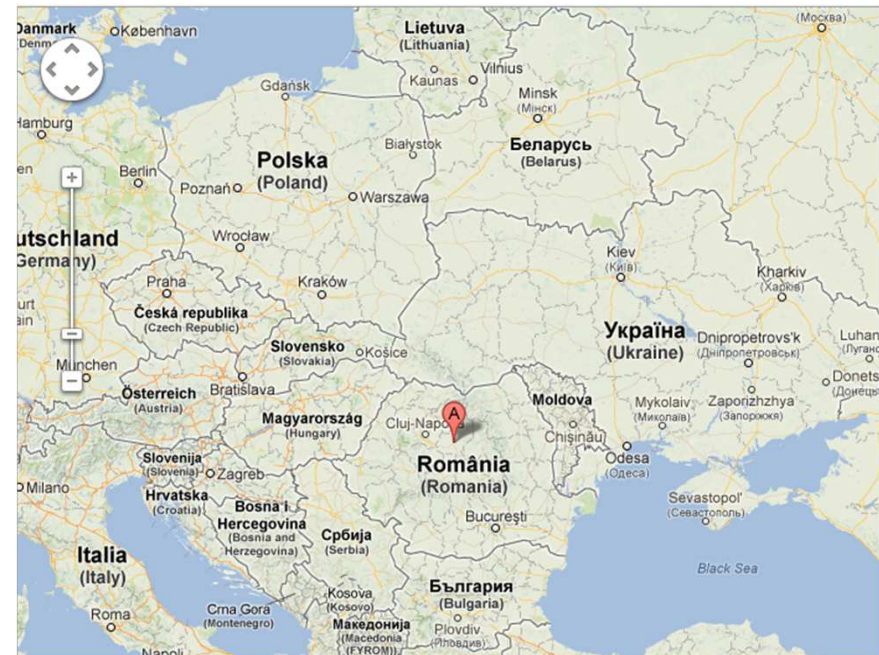 Danmark
København
Lietuva
(Lithuania)
(Москва)
Kaunas
Vilnius
Gdańsk
Minsk
(Мінск)
Hamburg
Białystok
Беларусь
(Belarus)
Berlin
Polska
(Poland)
Poznań
Warszawa
utschland
Germany)
Wrocław
Kiev
(Київ)
Kharkiv
(Харків)
Praha
Kraków
Česká republika
(Czech Republic)
Україна
(Ukraine)
Dnipropetrovs'k
(Дніпропетровськ)
Luhan
Slovensko
(Slovakia)
Košice
München
Donets
Österreich
(Austria)
Bratislava
Moldova
Mykolaiv
(Миколаїв)
Zaporizhzhya
(Запоріжжя)
Magyarország
(Hungary)
A
Cluj-Napoca
Chișinău
Slovenija
(Slovenia)
Zagreb
România
(Romania)
Odesa
(Одеса)
Milano
Hrvatska
(Croatia)
Bosna i
Hercegovina
(Bosnia and
Herzegovina)
Србија
(Serbia)
București
Sevastopol'
(Севастополь)
Italia
(Italy)
Black Sea
Kosova
(Kosovo)
България
(Bulgaria)
Roma
Crna Gora
(Montenegro)
Македонија
(Macedonia
(FYROM))
Plovdiv
(Пловдив)
Napoli